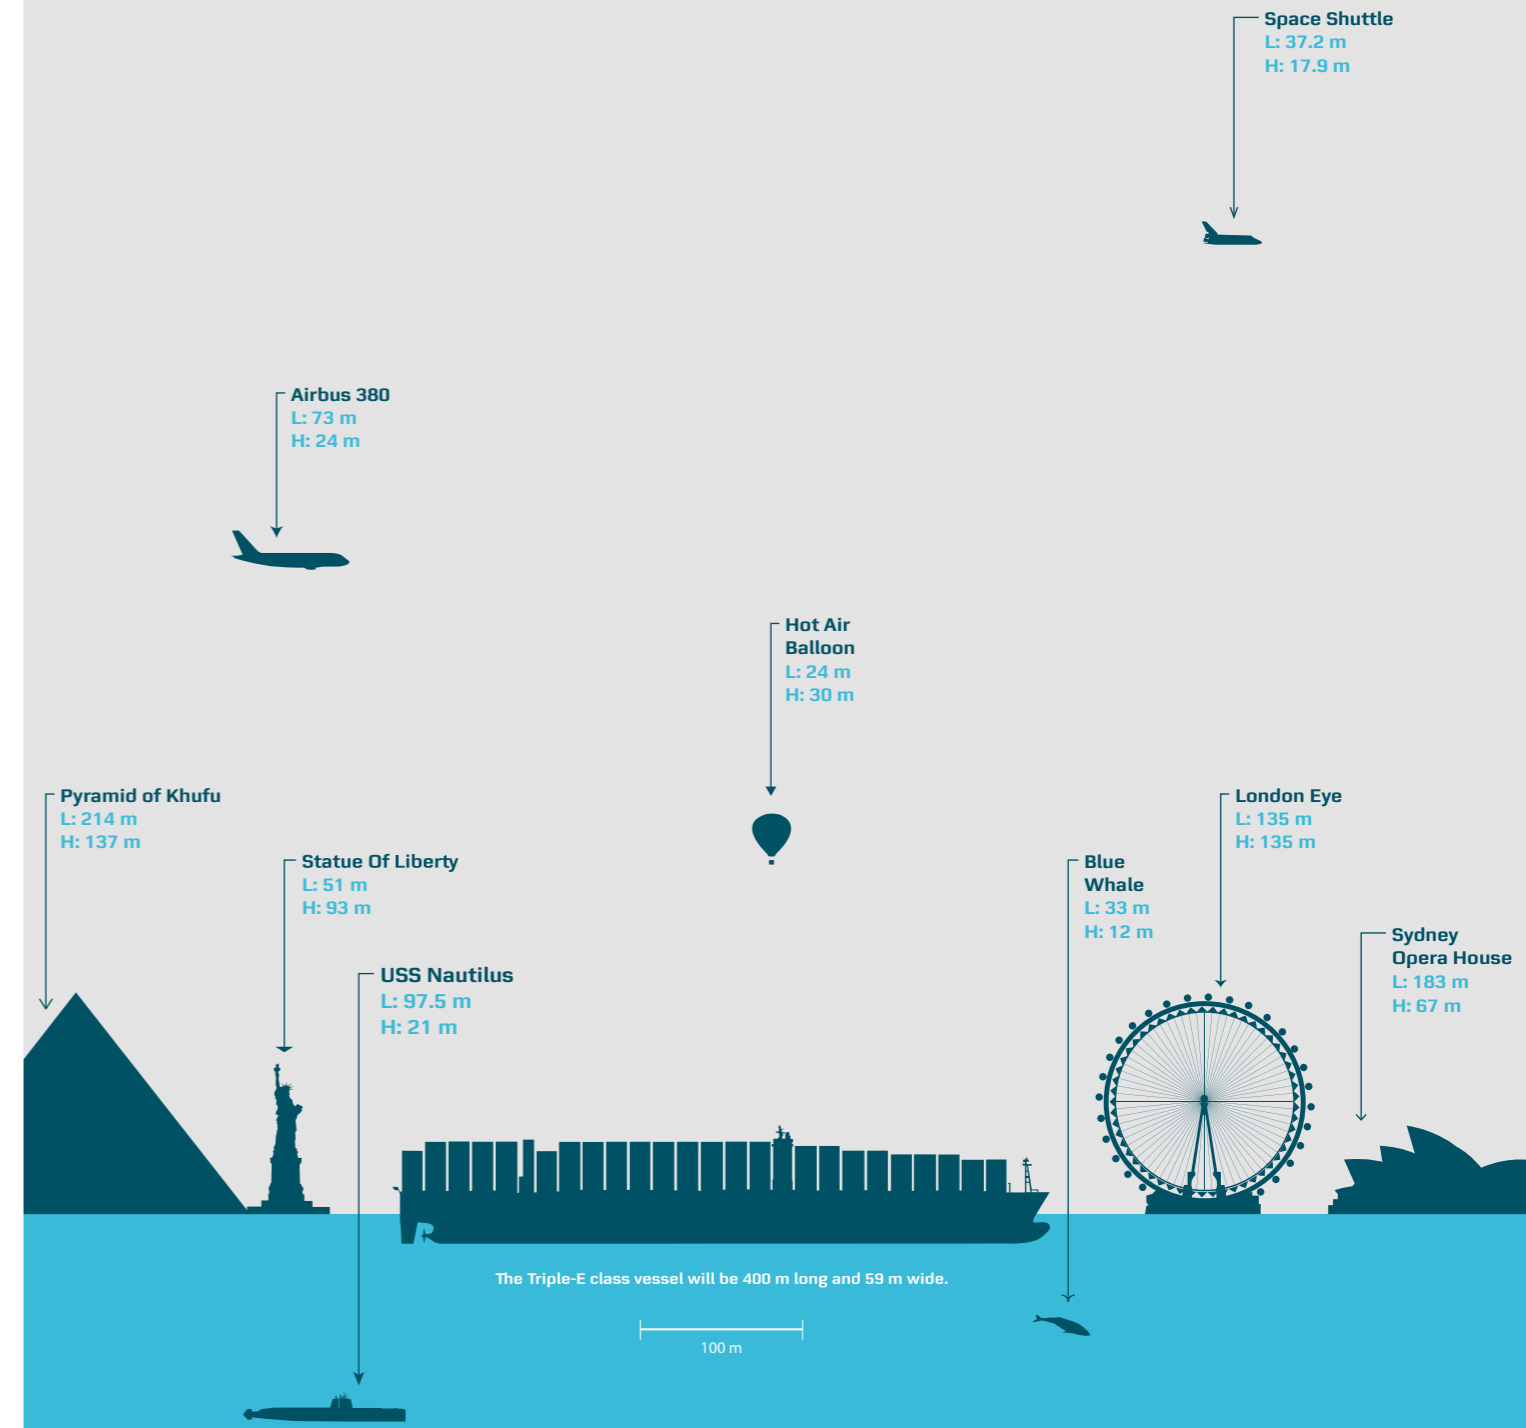 Space Shuttle
L: 37.2 m
H: 17.9 m
Airbus 380
L: 73 m
H: 24 m
Hot Air
Balloon
L: 24 m
H: 30 m
Pyramid of Khufu
L: 214 m
H: 137 m
Statue Of Liberty
L: 51 m
H: 93 m
USS Nautilus
L: 97.5 m
H: 21 m
Blue
Whale
L: 33 m
H: 12 m
London Eye
L: 135 m
H: 135 m
Sydney
Opera House
L: 183 m
H: 67 m
The Triple-E class vessel will be 400 m long and 59 m wide.
100 m